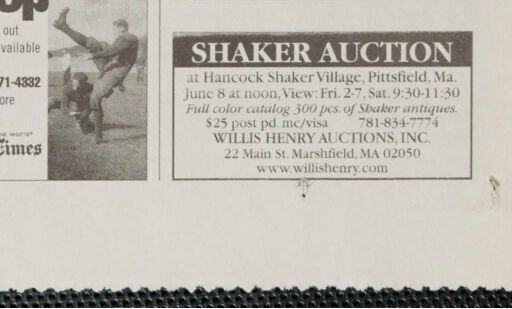 out
vailable
71-4332
ore
e world"
Times
SHAKER AUCTION
at Hancock Shaker Village, Pittsfield, Ma.
June 8 at noon, View: Fri. 2-7, Sat. 9:30-11:30
Full color catalog 300 pcs. of Shaker antiques.
$25 post pd. mc/visa 781-834-7774
WILLIS HENRY AUCTIONS, INC.
22 Main St. Marshfield, MA 02050
www.willishenry.com